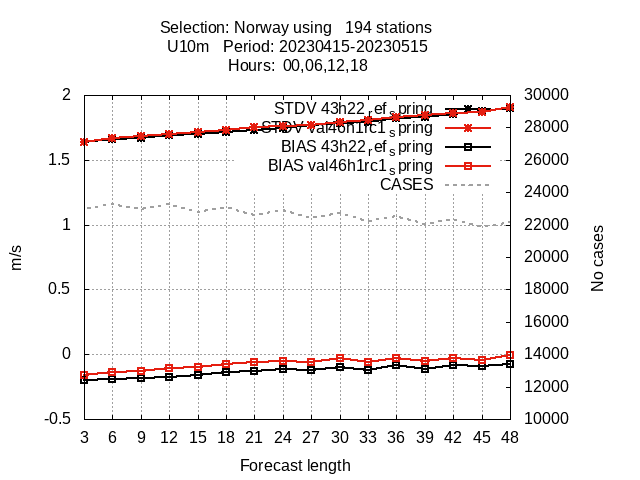 Selection: Norway using   194 stations
U10m   Period: 20230415-20230515
Hours:  00,06,12,18
2
1.5
1
0.5
0
-0.5
m/s
STDV 43h22_ref_spring
STDV val46h1rc1_spring
BIAS 43h22_ref_spring
BIAS val46h1rc1_spring
CASES
30000
28000
26000
24000
22000
20000
18000
16000
14000
12000
10000
No cases
3 6 9 12 15 18 21 24 27 30 33 36 39 42 45 48
Forecast length